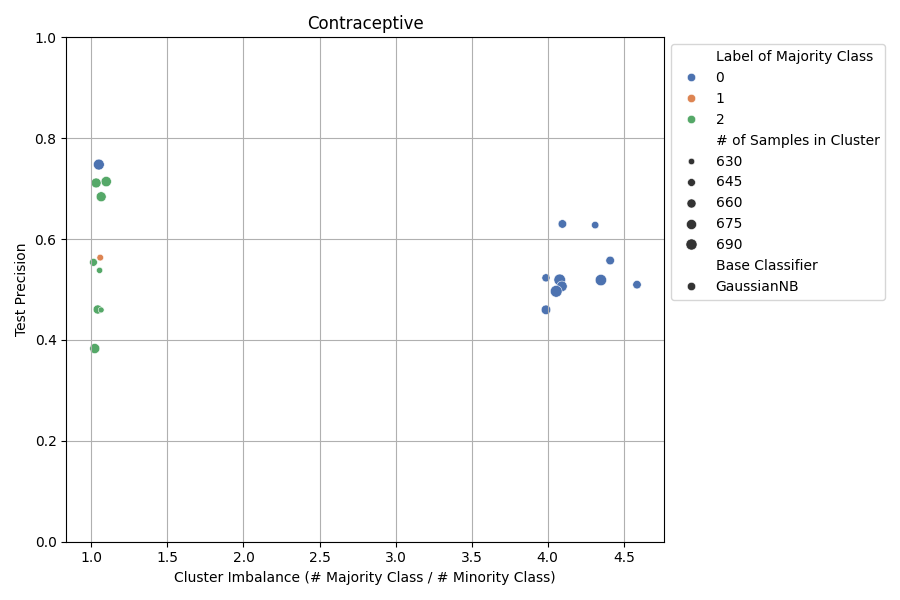 Contraceptive
1.0
0.8
0.6
0.4
0.2
0.0
Test Precision
1.0 1.5 2.0 2.5 3.0 3.5 4.0 4.5
Cluster Imbalance (# Majority Class / # Minority Class)
Label of Majority Class
0
1
2
# of Samples in Cluster
630
645
660
675
690
Base Classifier
GaussianNB